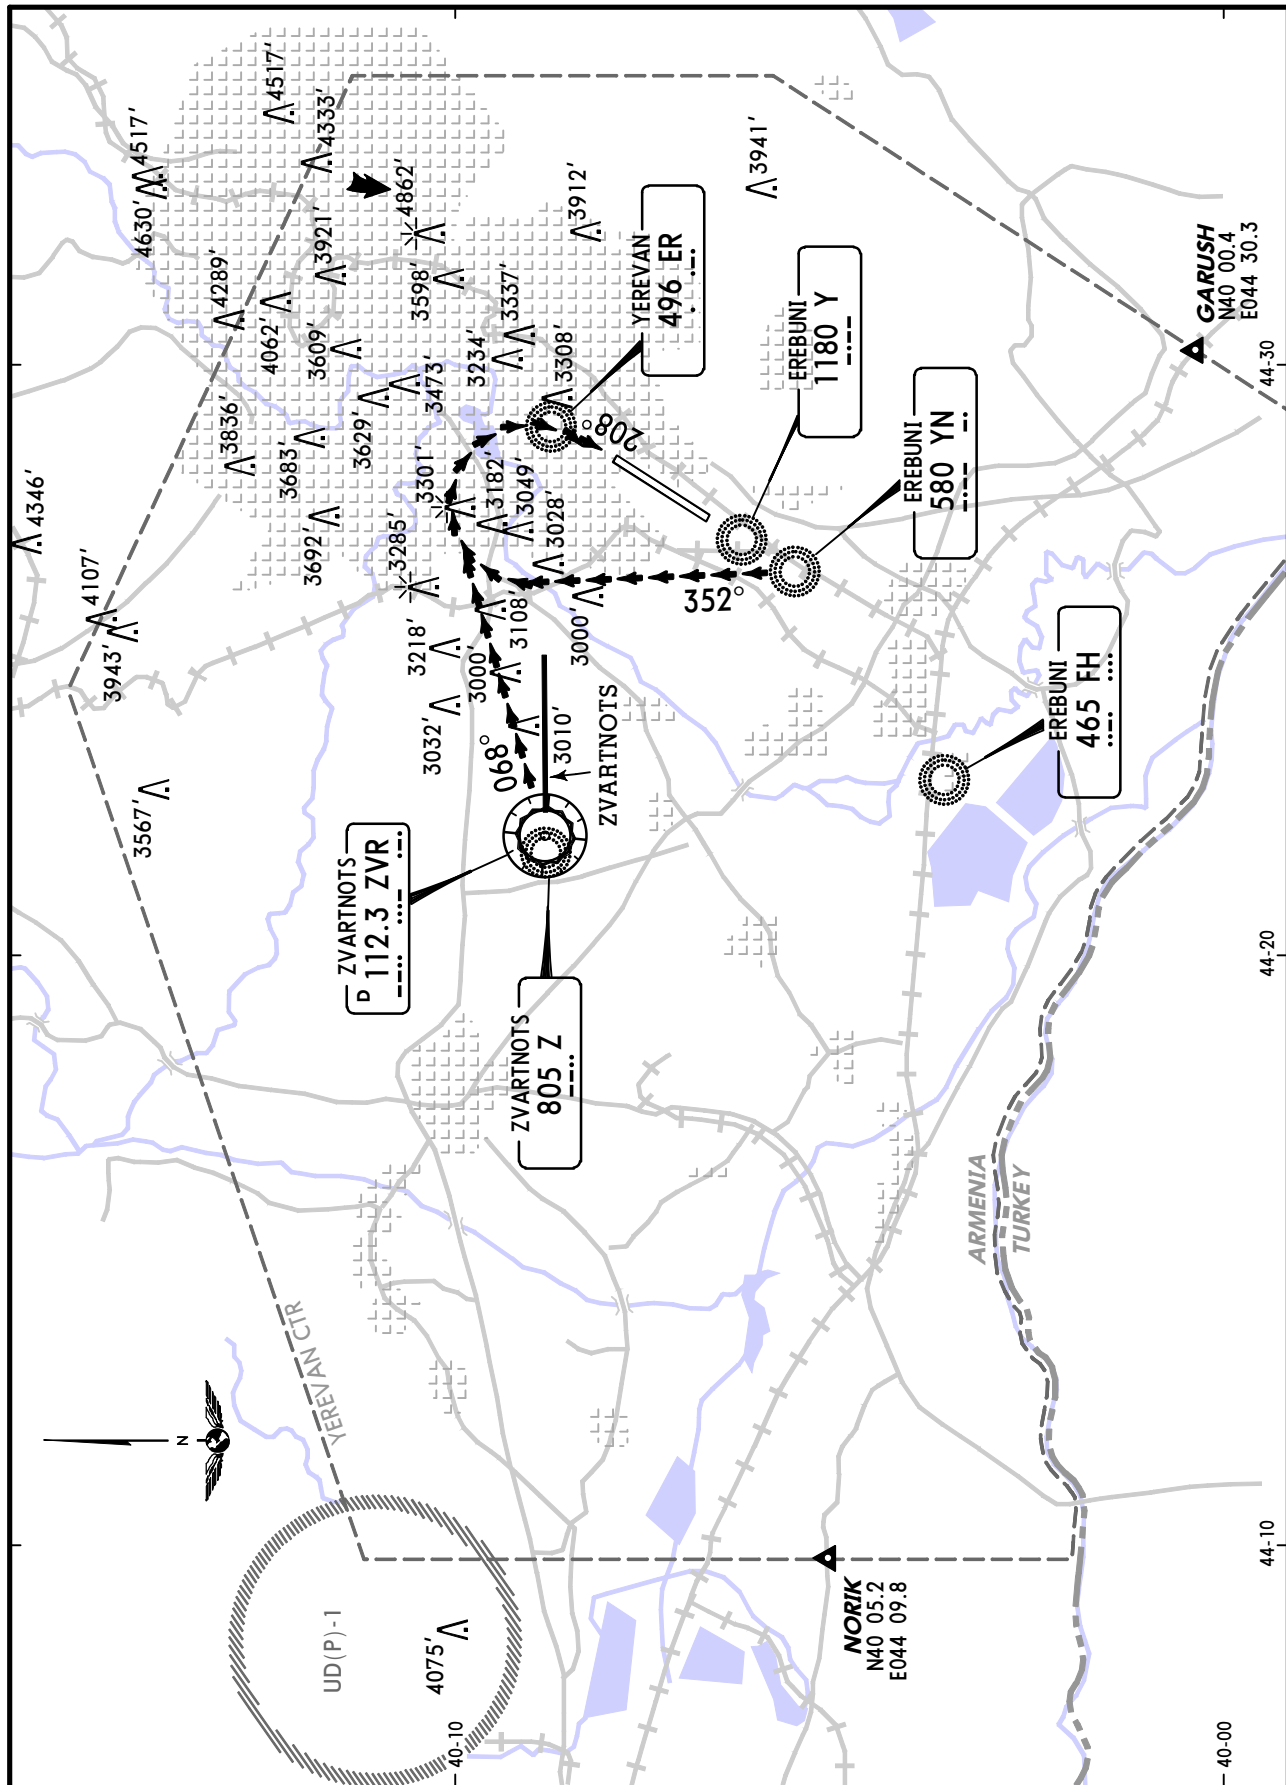 UD(P)-1
4075'
YEREVAN CTR
N
NORIK
N40 05.2
E044 09.8
ARMENIA
TURKEY
ZVARTNOTS
D 112.3 ZVR
ZVARTNOTS
805 Z
ZVARTNOTS
068°
352°
208°
YEREVAN
496 ER
EREBUNI
1180 Y
EREBUNI
580 YN
EREBUNI
465 FH
GARUSH
N40 00.4
E044 30.3
3567'
3943'
4107'
4346'
3032'
3218'
3010'
3000'
3108'
3000'
3285'
3301'
3182'
3049'
3028'
3692'
3683'
3836'
3629'
3473'
3609'
4062'
4289'
3921'
3598'
3234'
3337'
3308'
4630'
4517'
4517'
4333'
4862'
3912'
3941'
40-10
40-00
44-10
44-20
44-30